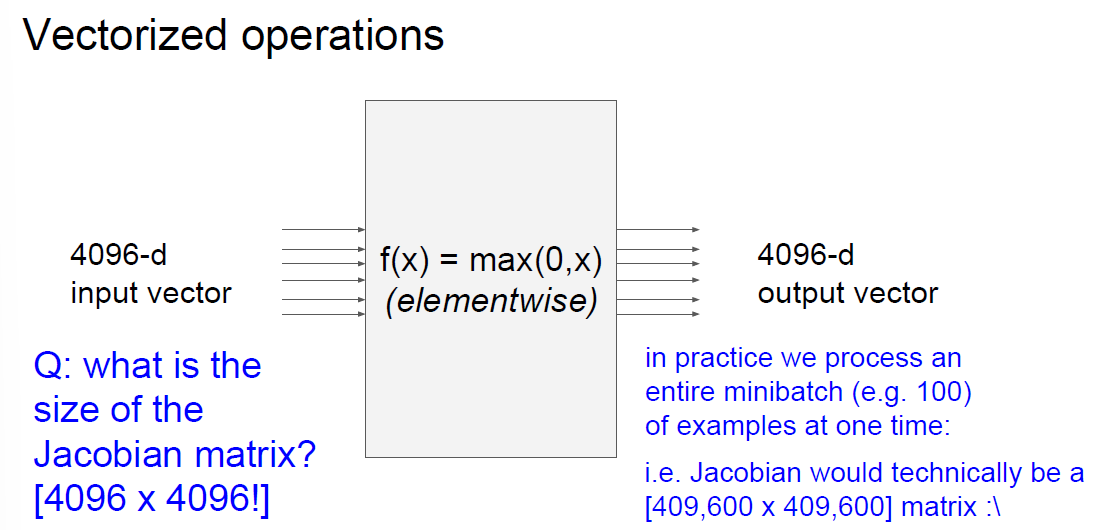 Vectorized operations
4096-d
input vector
f(x) = max(0,x)
(elementwise)
4096-d
output vector
Q: what is the
size of the
Jacobian matrix?
[4096 x 4096!]
in practice we process an
entire minibatch (e.g. 100)
of examples at one time:
i.e. Jacobian would technically be a
[409,600 x 409,600] matrix :\